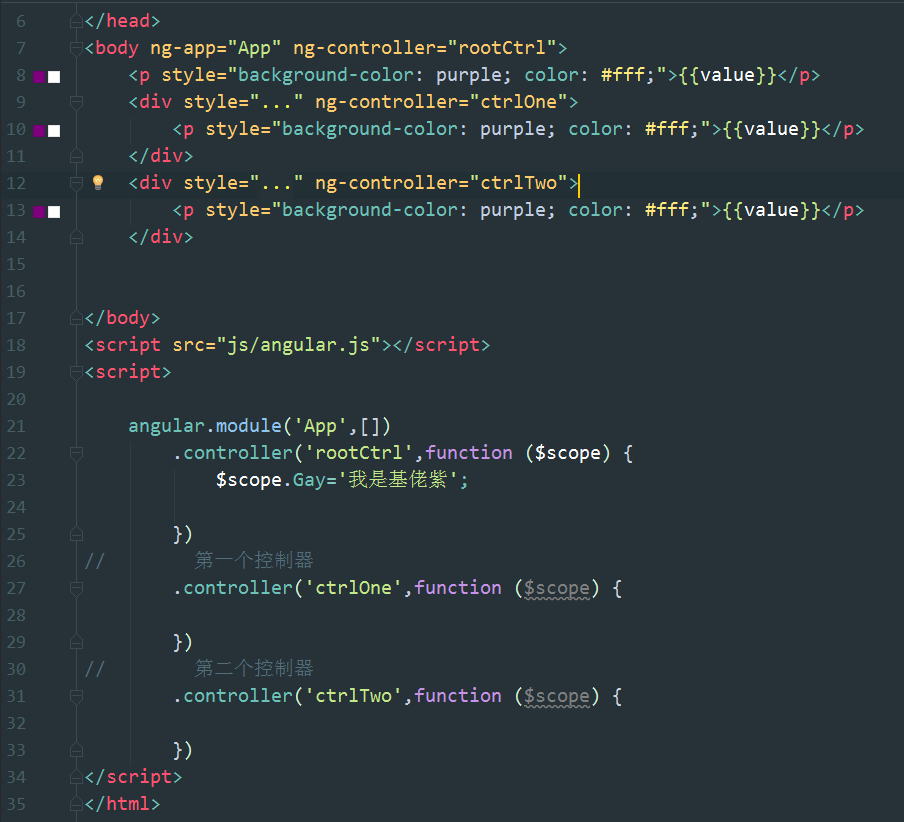 6 </head>
7 <body ng-app="App" ng-controller="rootCtrl">
8 <p style="background-color: purple; color: #fff;">{{value}}</p>
9 <div style="..." ng-controller="ctrlOne">
10 <p style="background-color: purple; color: #fff;">{{value}}</p>
11 </div>
12 <div style="..." ng-controller="ctrlTwo">
13 <p style="background-color: purple; color: #fff;">{{value}}</p>
14 </div>
15
16
17 </body>
18 <script src="js/angular.js"></script>
19 <script>
20
21 angular.module('App',[])
22 .controller('rootCtrl',function ($scope) {
23 $scope.Gay='我是基佬紫';
24
25 })
26 // 第一个控制器
27 .controller('ctrlOne',function ($scope) {
28
29 })
30 // 第二个控制器
31 .controller('ctrlTwo',function ($scope) {
32
33 })
34 </script>
35 </html>